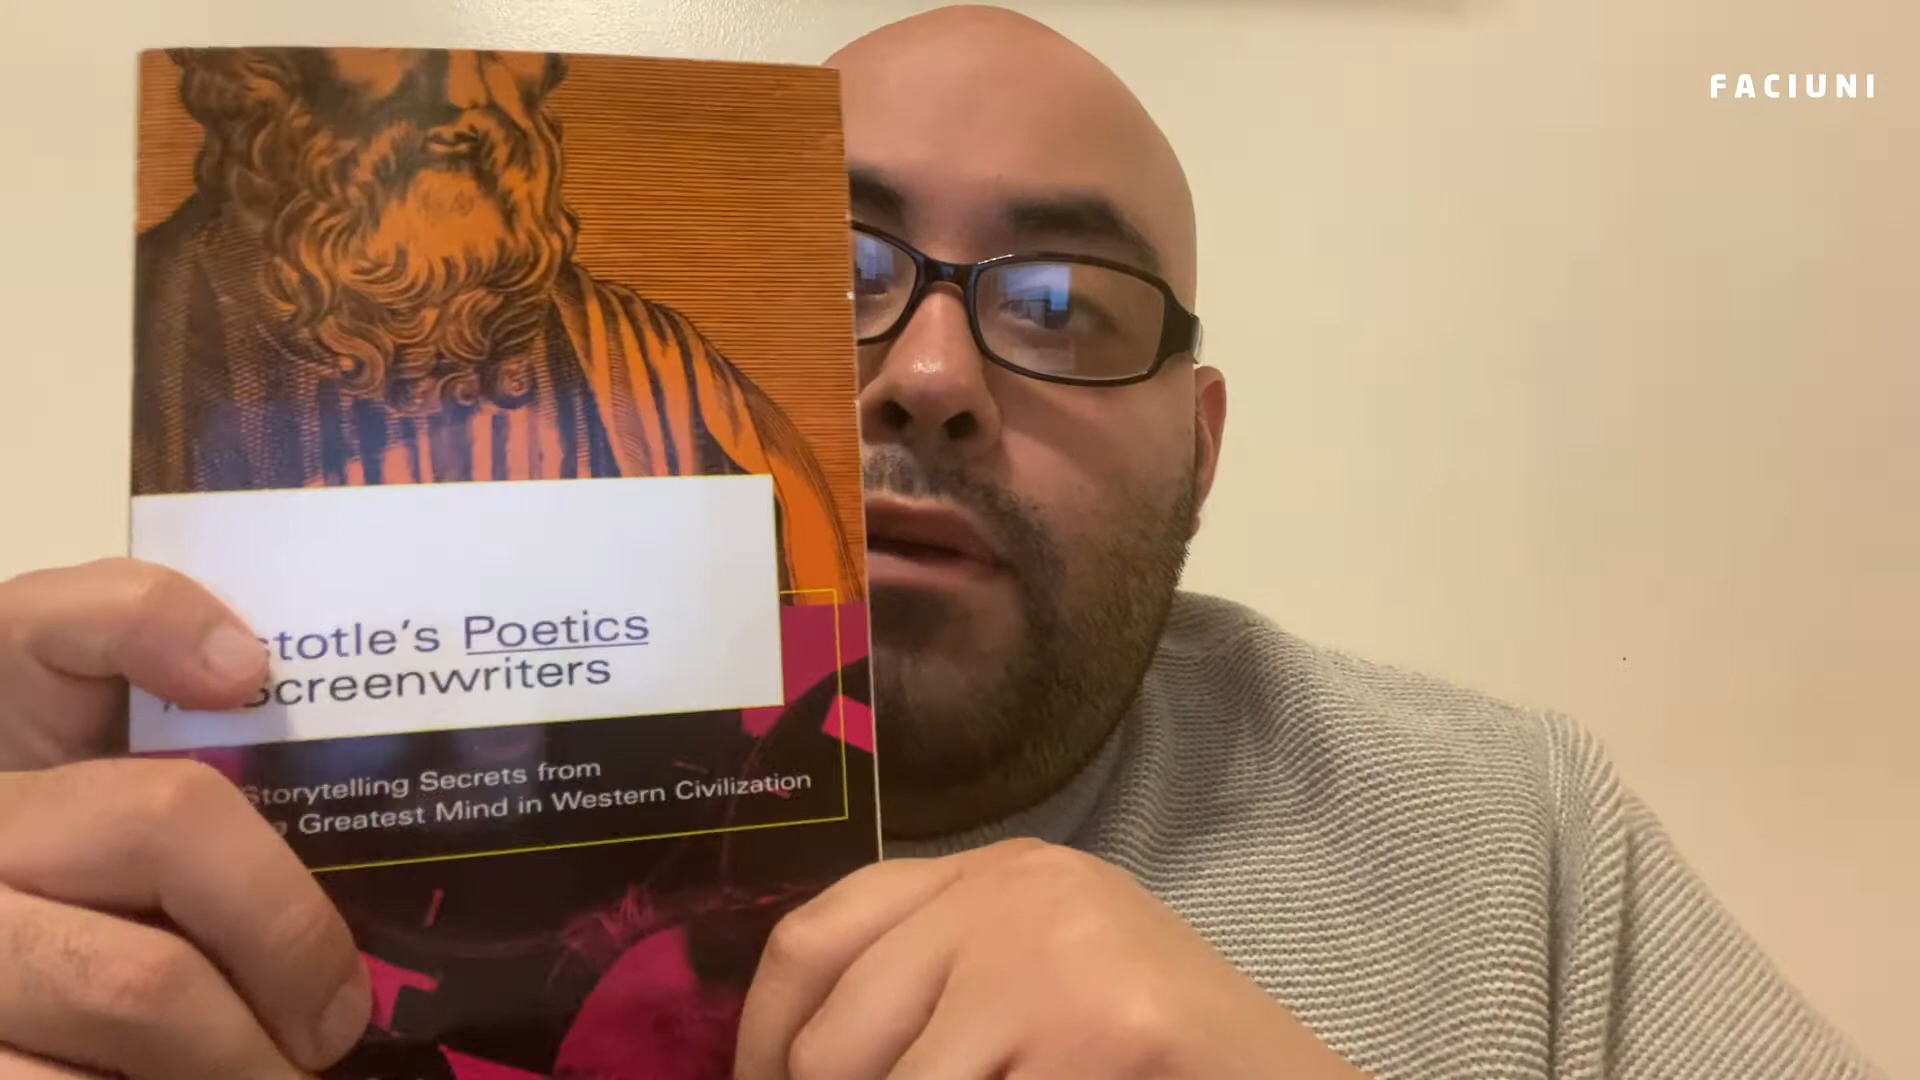 FACIUNI
stotle's Poetics
Screenwriters
Storytelling Secrets from
Greatest Mind in Western Civilization